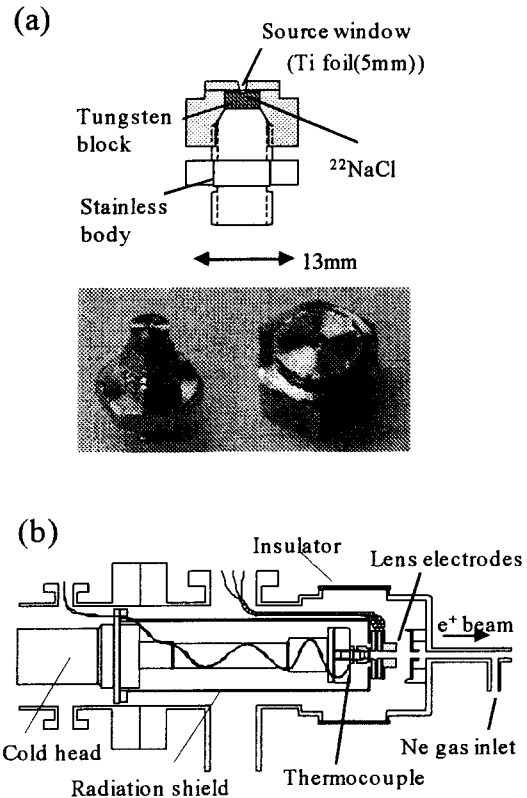 (a)
Source window
(Ti foil(5mm))
Tungsten
block
²²NaCl
Stainless
body
13mm
(b)
Insulator
Lens electrodes
e⁺ beam
Cold head
Ne gas inlet
Thermocouple
Radiation shield